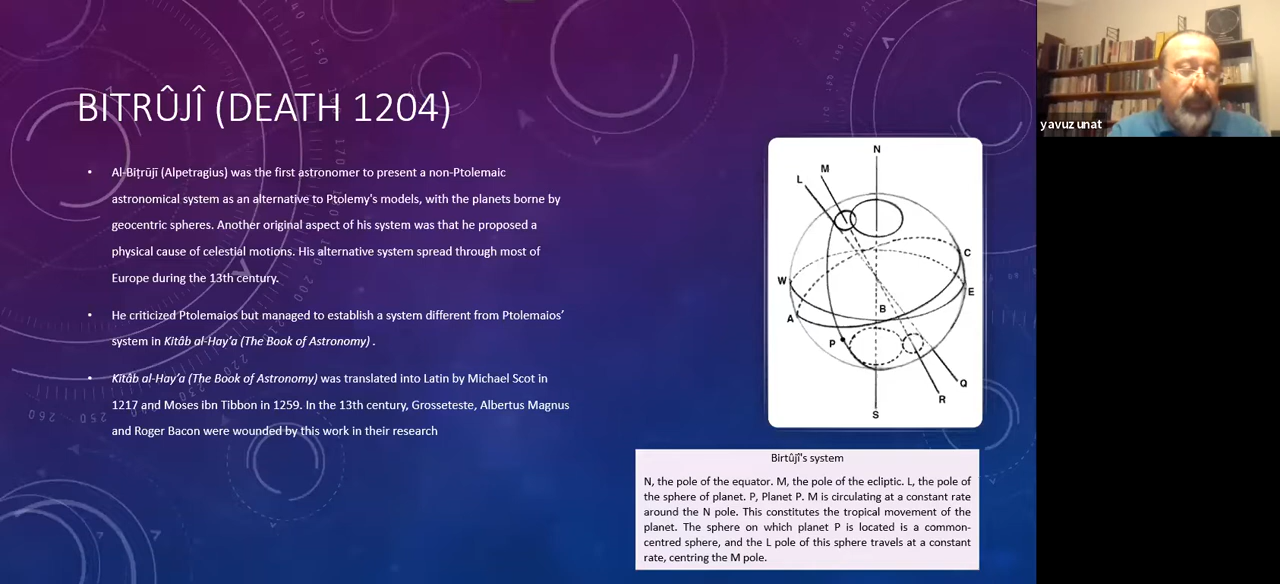 BITRÛJÎ (DEATH 1204)
• Al-Biṭrūjī (Alpetragius) was the first astronomer to present a non-Ptolemaic
astronomical system as an alternative to Ptolemy's models, with the planets borne by
geocentric spheres. Another original aspect of his system was that he proposed a
physical cause of celestial motions. His alternative system spread through most of
Europe during the 13th century.
• He criticized Ptolemaios but managed to establish a system different from Ptolemaios'
system in Kitâb al-Hay'a (The Book of Astronomy) .
• Kitâb al-Hay'a (The Book of Astronomy) was translated into Latin by Michael Scot in
1217 and Moses ibn Tibbon in 1259. In the 13th century, Grosseteste, Albertus Magnus
and Roger Bacon were wounded by this work in their research
N
M
L
C
W
E
B
A
P
Q
R
S
Birtûjî's system
N, the pole of the equator. M, the pole of the ecliptic. L, the pole of
the sphere of planet. P, Planet P. M is circulating at a constant rate
around the N pole. This constitutes the tropical movement of the
planet. The sphere on which planet P is located is a common-
centred sphere, and the L pole of this sphere travels at a constant
rate, centring the M pole.
yavuz unat
150
170
200
210
220
250
260